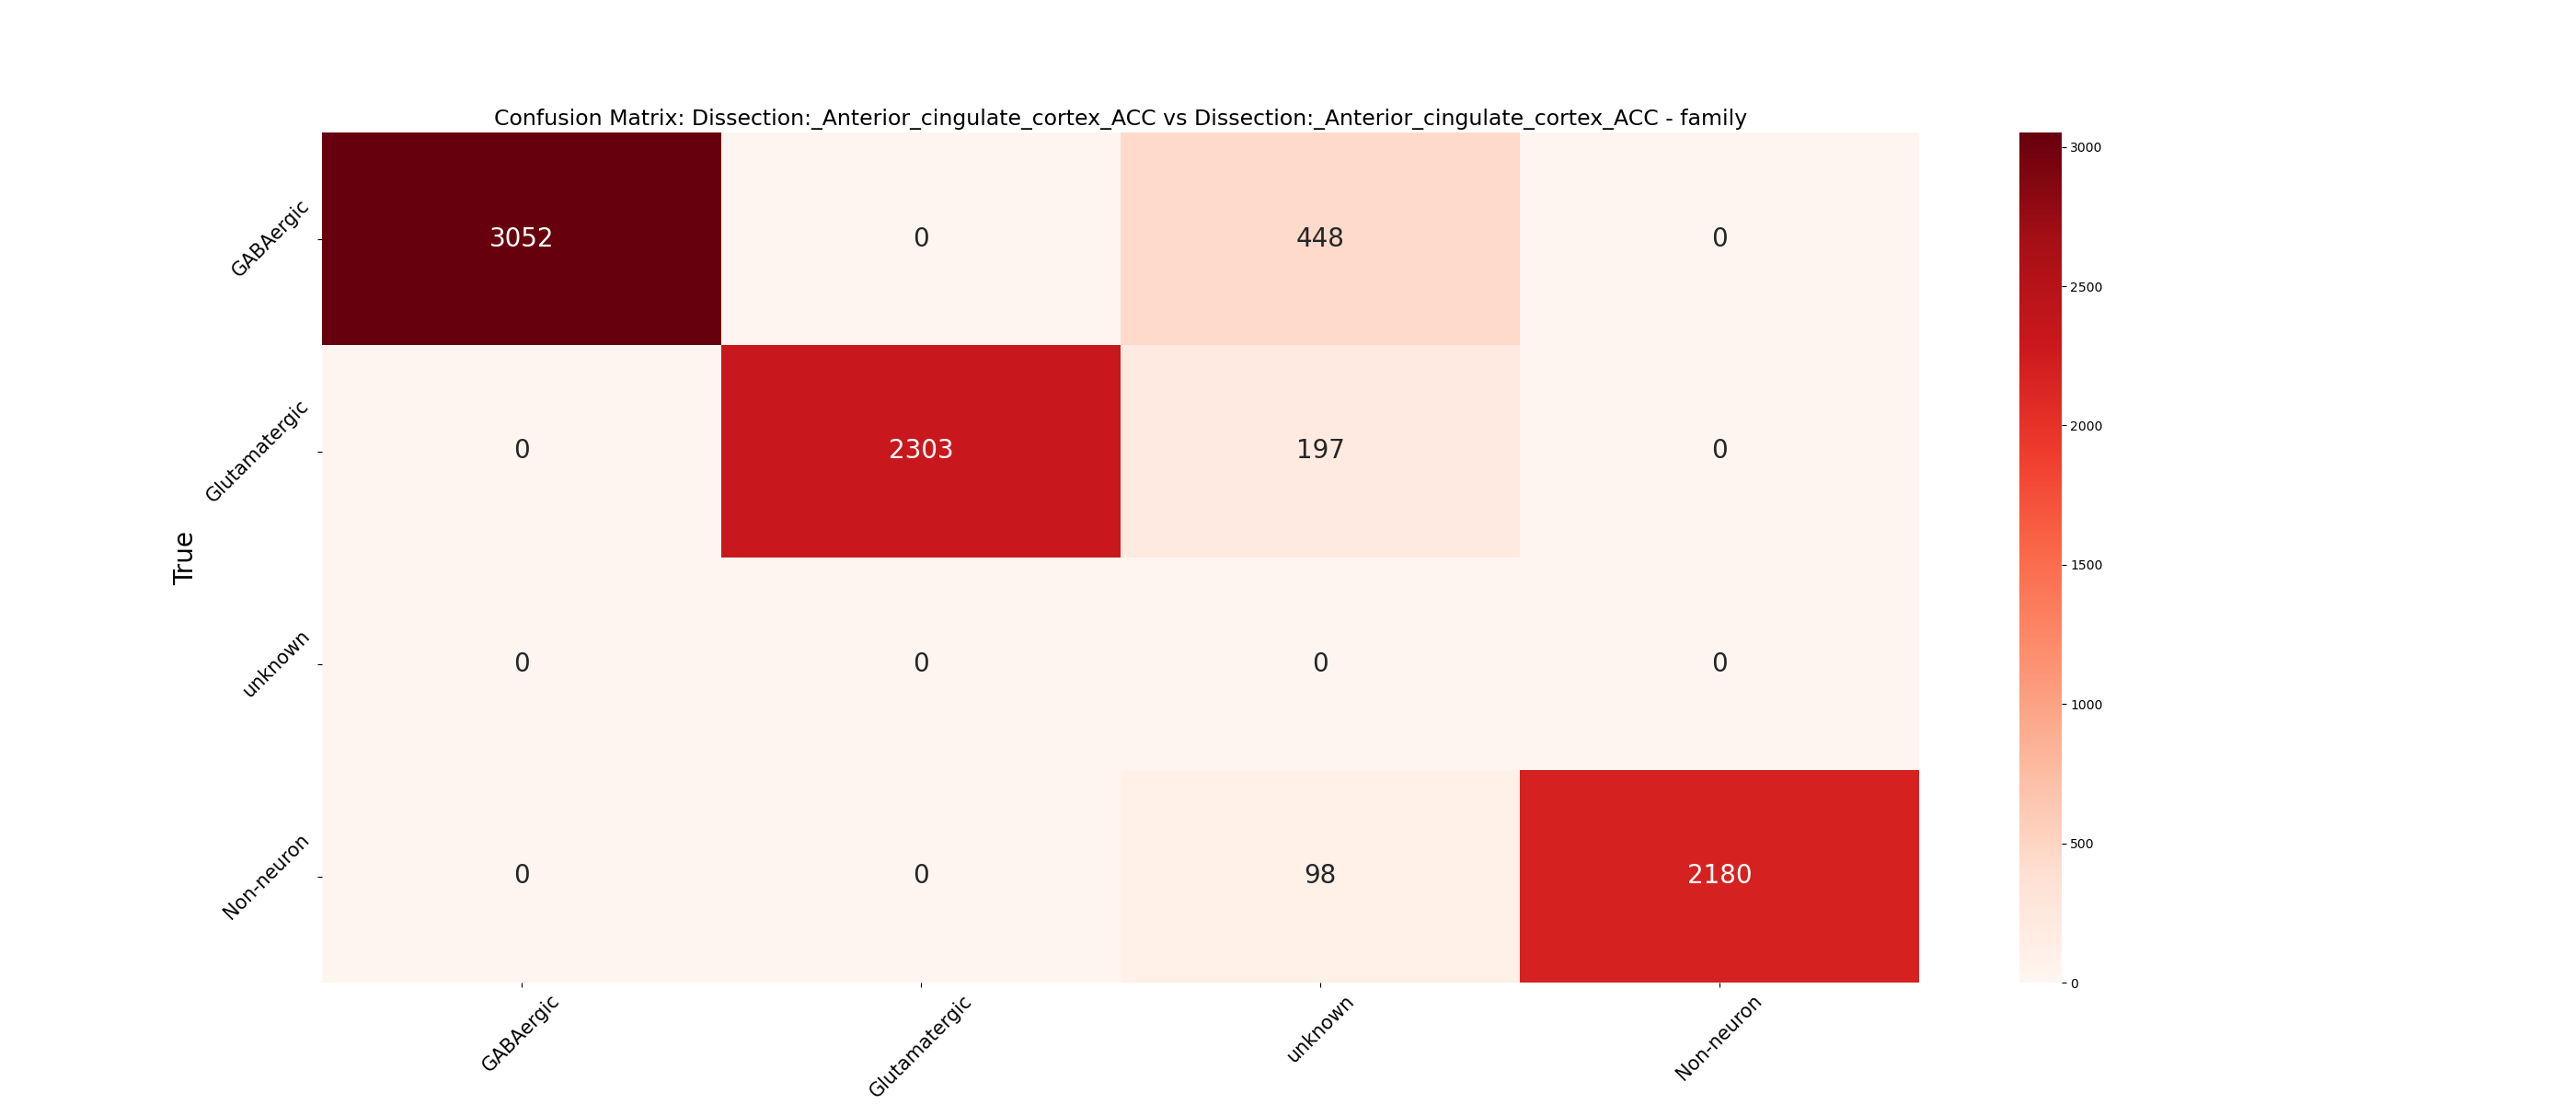 Confusion Matrix: Dissection:_Anterior_cingulate_cortex_ACC vs Dissection:_Anterior_cingulate_cortex_ACC - family
True
GABAergic
3052
0
448
0
Glutamatergic
0
2303
197
0
unknown
0
0
0
0
Non-neuron
0
0
98
2180
GABAergic
Glutamatergic
unknown
Non-neuron
3000
2500
2000
1500
1000
500
0